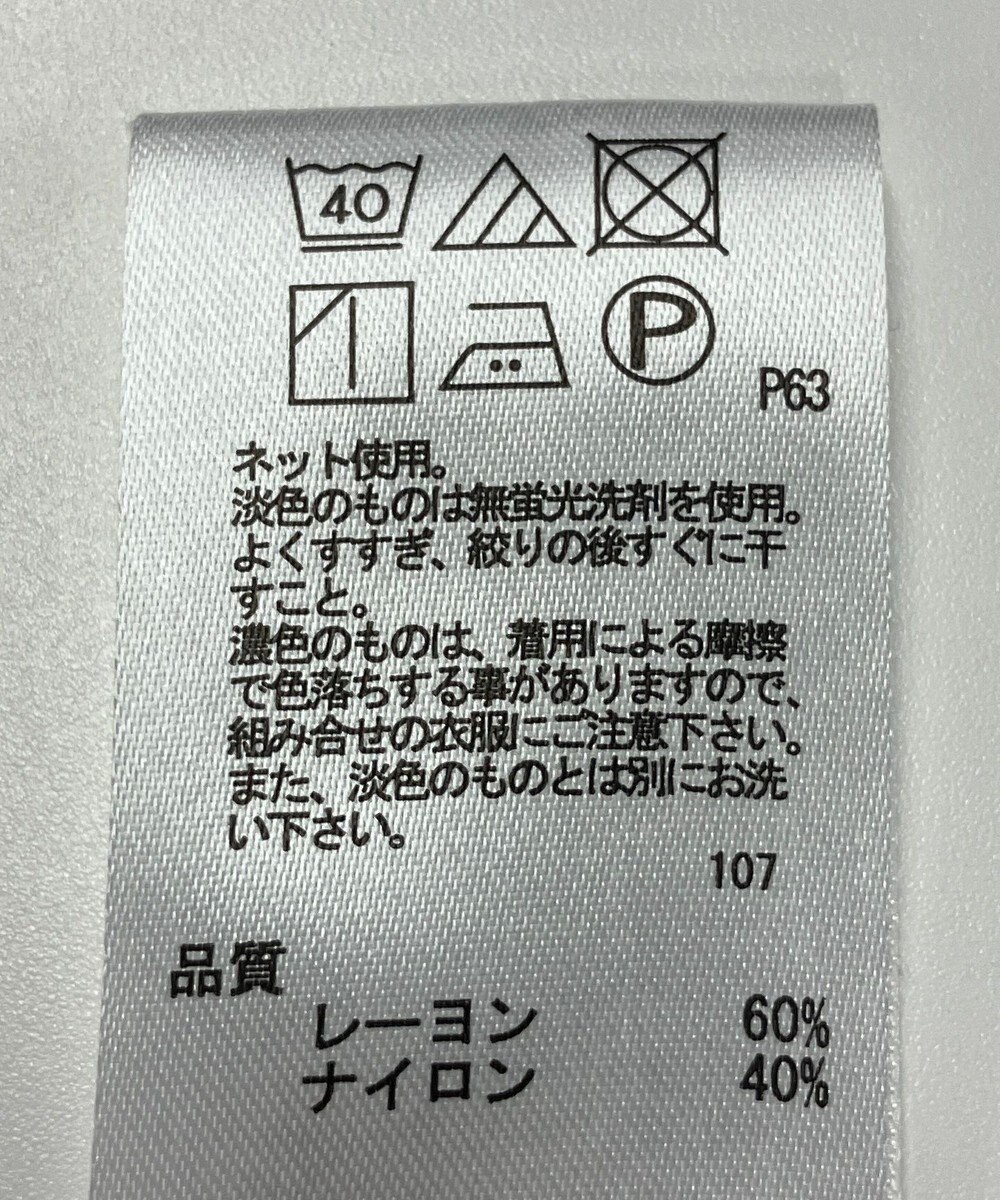 40
P
P63
ネット使用。
淡色のものは無蛍光洗剤を使用。
よくすすぎ、絞りの後すぐに干
すこと。
濃色のものは、着用による摩擦
で色落ちする事がありますので、
組み合せの衣服にご注意下さい。
また、淡色のものとは別にお洗
い下さい。
107
品質
レーヨン 60%
ナイロン 40%